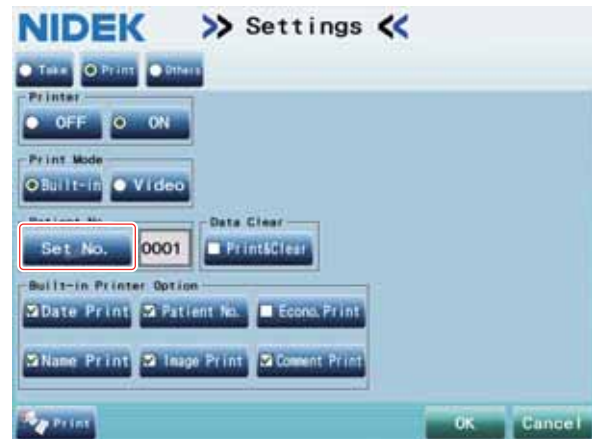 NIDEK >> Settings <<
Take Print Others
Printer
OFF ON
Print Mode
Built-in Video
Patient No. Data Clear
Set No. 0001 Print&Clear
Built-in Printer Option
Date Print Patient No. Econo. Print
Name Print Image Print Comment Print
Print OK Cancel